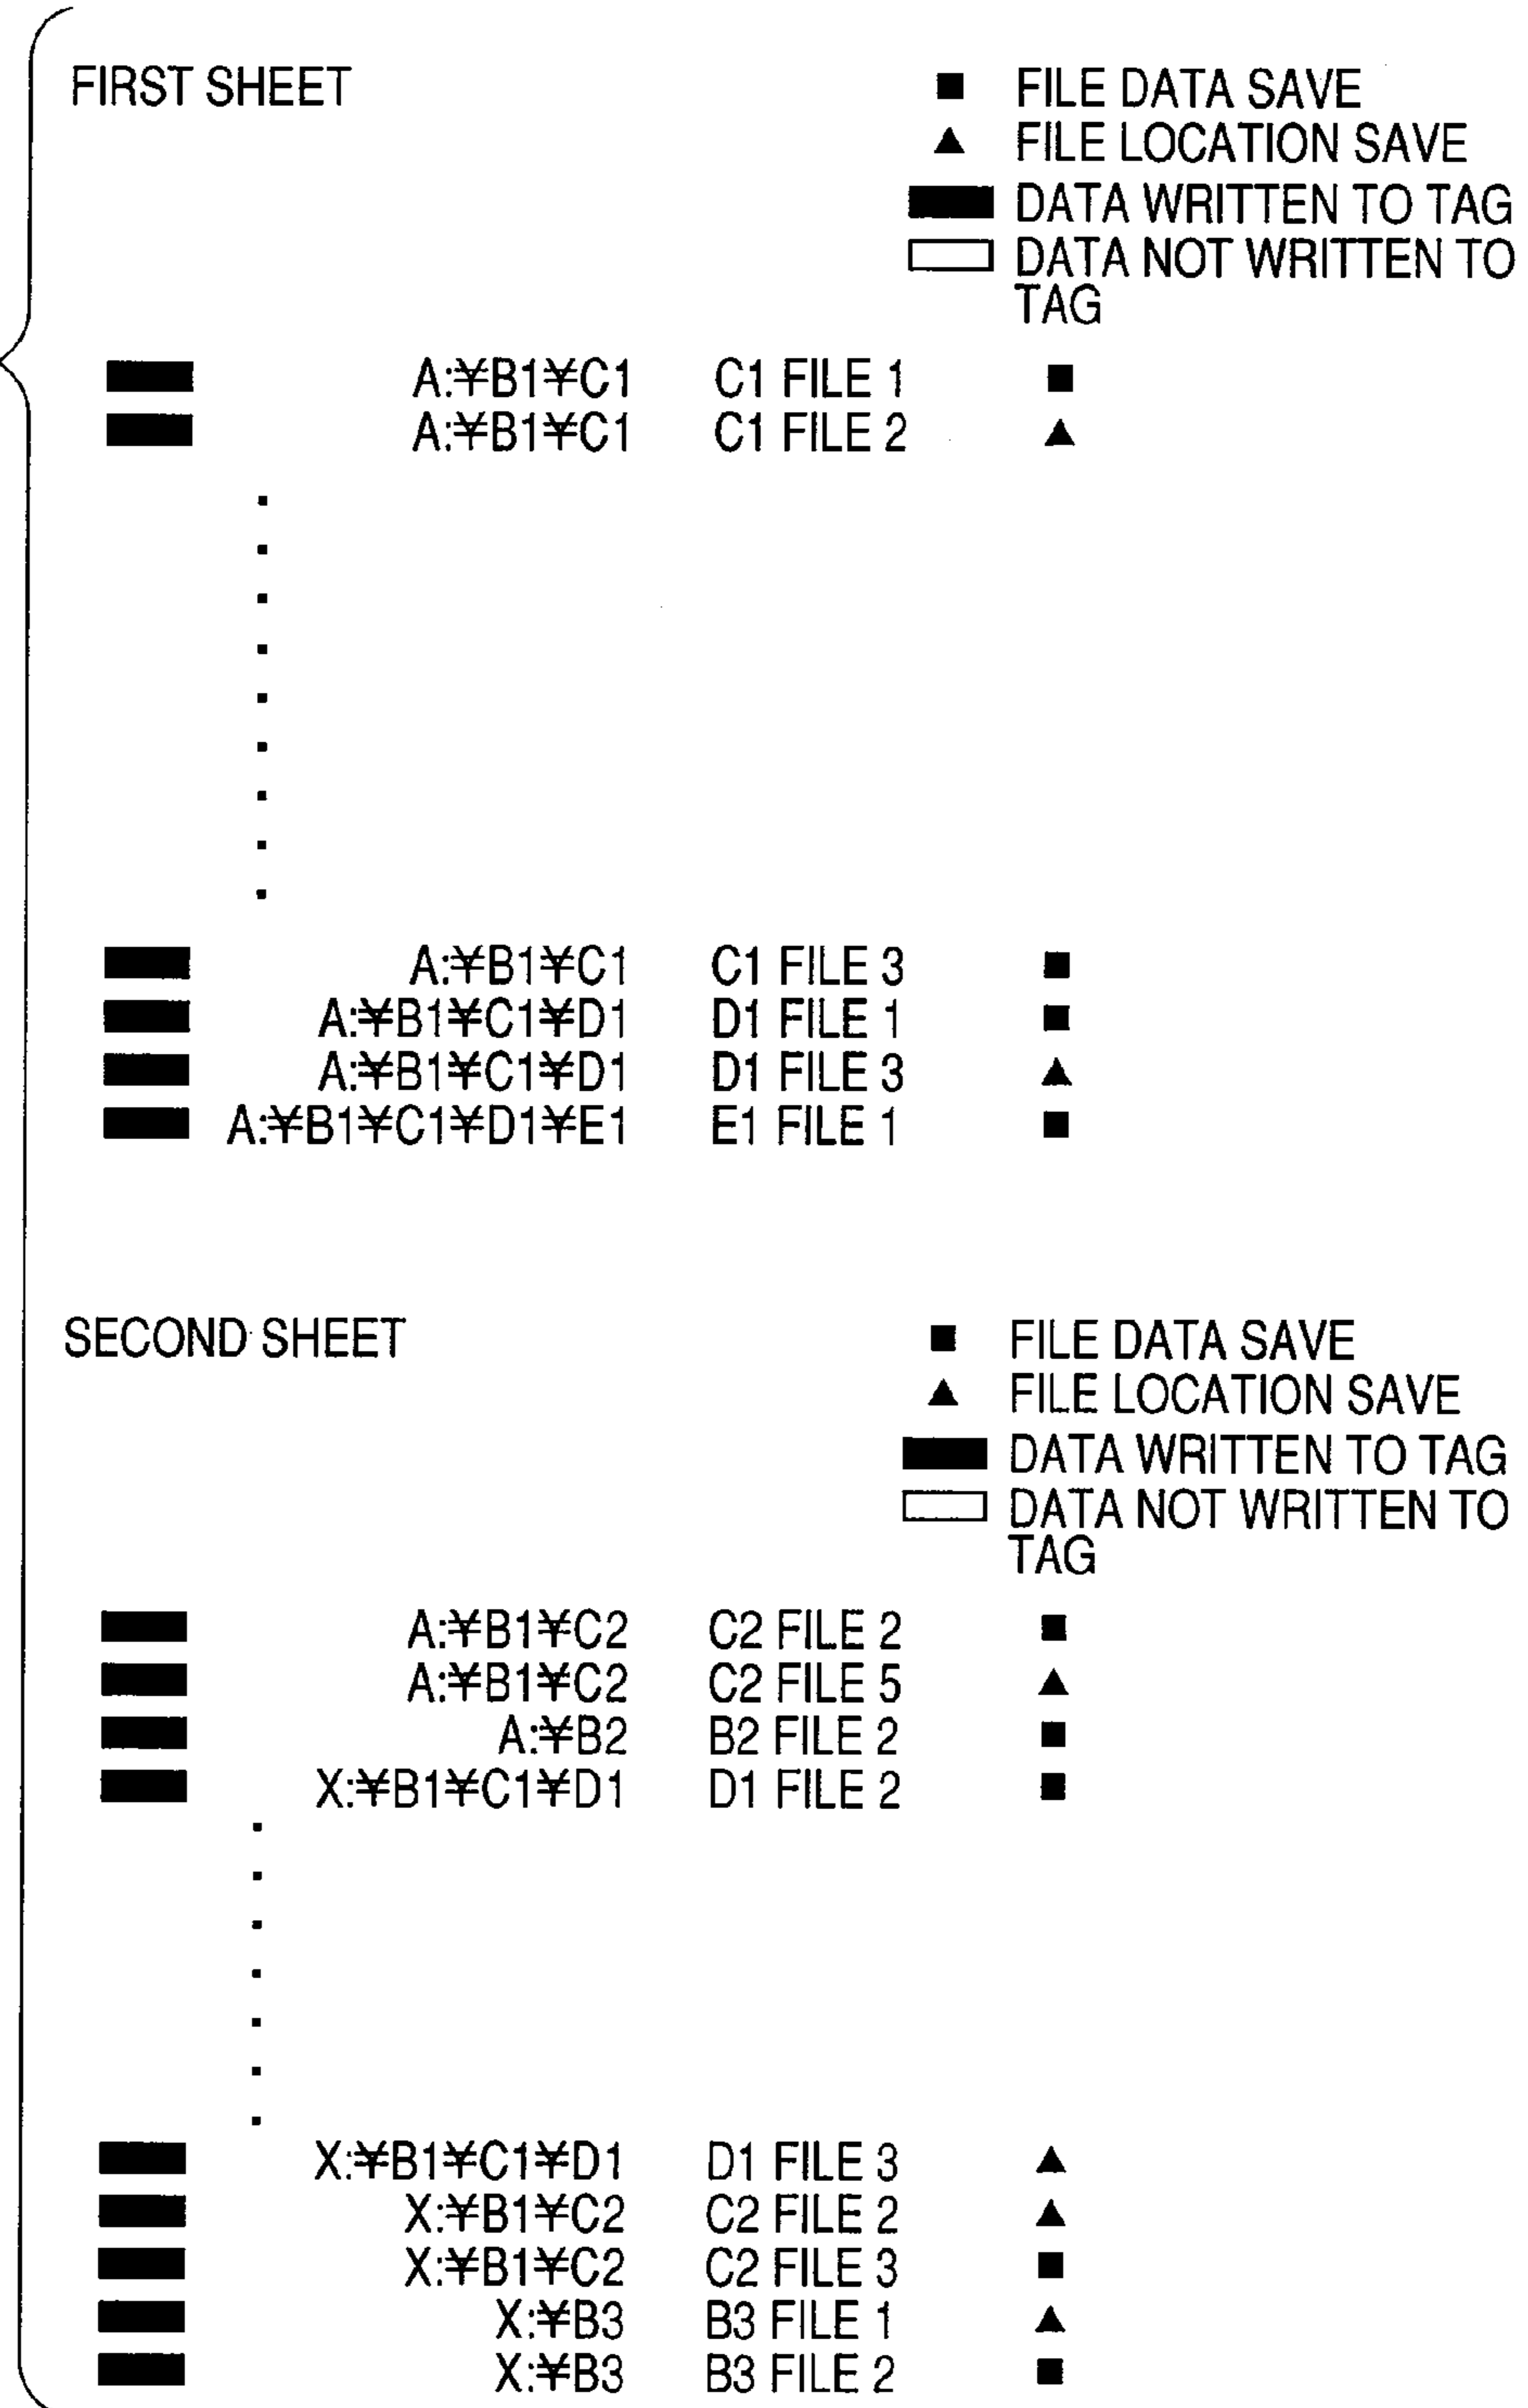 FIRST SHEET
■ FILE DATA SAVE
▲ FILE LOCATION SAVE
DATA WRITTEN TO TAG
DATA NOT WRITTEN TO
TAG
A:¥B1¥C1 C1 FILE 1 ■
A:¥B1¥C1 C1 FILE 2 ▲
A:¥B1¥C1 C1 FILE 3 ■
A:¥B1¥C1¥D1 D1 FILE 1 ■
A:¥B1¥C1¥D1 D1 FILE 3 ▲
A:¥B1¥C1¥D1¥E1 E1 FILE 1 ■
SECOND SHEET
■ FILE DATA SAVE
▲ FILE LOCATION SAVE
DATA WRITTEN TO TAG
DATA NOT WRITTEN TO
TAG
A:¥B1¥C2 C2 FILE 2 ■
A:¥B1¥C2 C2 FILE 5 ▲
A:¥B2 B2 FILE 2 ■
X:¥B1¥C1¥D1 D1 FILE 2 ■
X:¥B1¥C1¥D1 D1 FILE 3 ▲
X:¥B1¥C2 C2 FILE 2 ▲
X:¥B1¥C2 C2 FILE 3 ■
X:¥B3 B3 FILE 1 ▲
X:¥B3 B3 FILE 2 ■